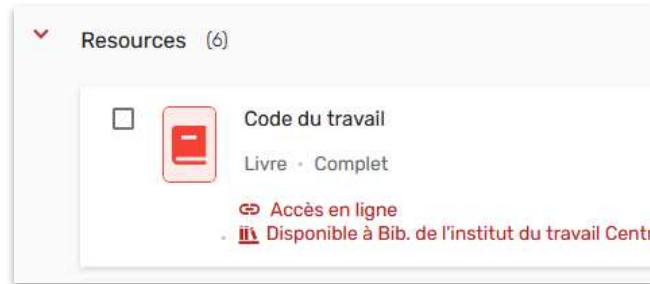 Resources (6)
Code du travail
Livre • Complet
Accès en ligne
Disponible à Bib. de l'institut du travail Centr